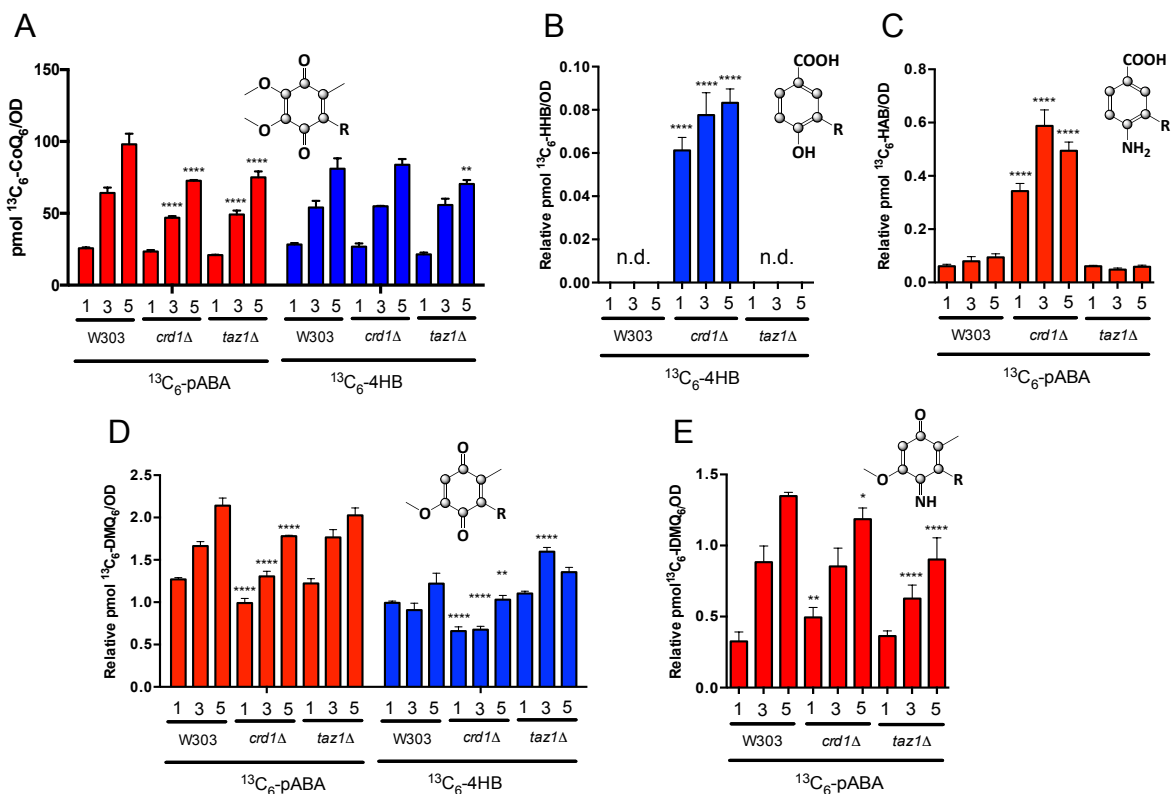 A
pmol ¹³C₆-CoQ₆/OD
150
100
50
0
O
O
O
O
R
****
****
****
****
**
1 3 5 1 3 5 1 3 5 1 3 5 1 3 5 1 3 5
W303 crd1Δ taz1Δ W303 crd1Δ taz1Δ
¹³C₆-pABA ¹³C₆-4HB
B
Relative pmol ¹³C₆-HHB/OD
0.10
0.08
0.06
0.04
0.02
0.00
COOH
R
OH
**** **** ****
n.d. n.d.
1 3 5 1 3 5 1 3 5
W303 crd1Δ taz1Δ
¹³C₆-4HB
C
Relative pmol ¹³C₆-HAB/OD
0.8
0.6
0.4
0.2
0.0
COOH
R
NH₂
**** **** ****
1 3 5 1 3 5 1 3 5
W303 crd1Δ taz1Δ
¹³C₆-pABA
D
Relative pmol ¹³C₆-DMQ₆/OD
2.5
2.0
1.5
1.0
0.5
0.0
O
O
R
O
**** **** **** **** **** ** ****
1 3 5 1 3 5 1 3 5 1 3 5 1 3 5 1 3 5
W303 crd1Δ taz1Δ W303 crd1Δ taz1Δ
¹³C₆-pABA ¹³C₆-4HB
E
Relative pmol¹³C₆-IDMQ₆/OD
1.5
1.0
0.5
0.0
O
O
R
NH
** * **** ****
1 3 5 1 3 5 1 3 5
W303 crd1Δ taz1Δ
¹³C₆-pABA